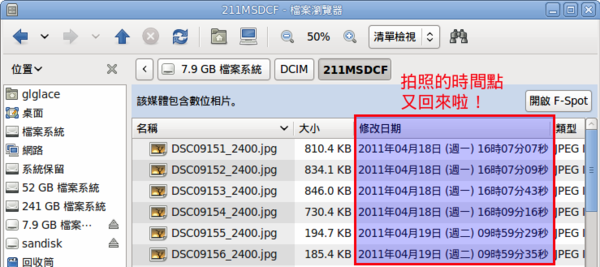 211MSDCF - 檔案瀏覽器
50% 清單檢視
位置 7.9 GB 檔案系統 DCIM 211MSDCF
拍照的時間點
又回來啦！
該媒體包含數位相片。 開啟 F-Spot
glglace
桌面
檔案系統
網路
系統保留
52 GB 檔案系統
241 GB 檔案系統
7.9 GB 檔案⋯
sandisk
回收筒
名稱 大小 修改日期 類型
DSC09151_2400.jpg 810.4 KB 2011年04月18日 (週一) 16時07分07秒 JPEG
DSC09152_2400.jpg 834.1 KB 2011年04月18日 (週一) 16時07分09秒 JPEG
DSC09153_2400.jpg 846.0 KB 2011年04月18日 (週一) 16時07分43秒 JPEG
DSC09154_2400.jpg 730.4 KB 2011年04月18日 (週一) 16時09分16秒 JPEG
DSC09155_2400.jpg 194.7 KB 2011年04月19日 (週二) 09時59分29秒 JPEG
DSC09156_2400.jpg 185.4 KB 2011年04月19日 (週二) 09時59分35秒 JPEG